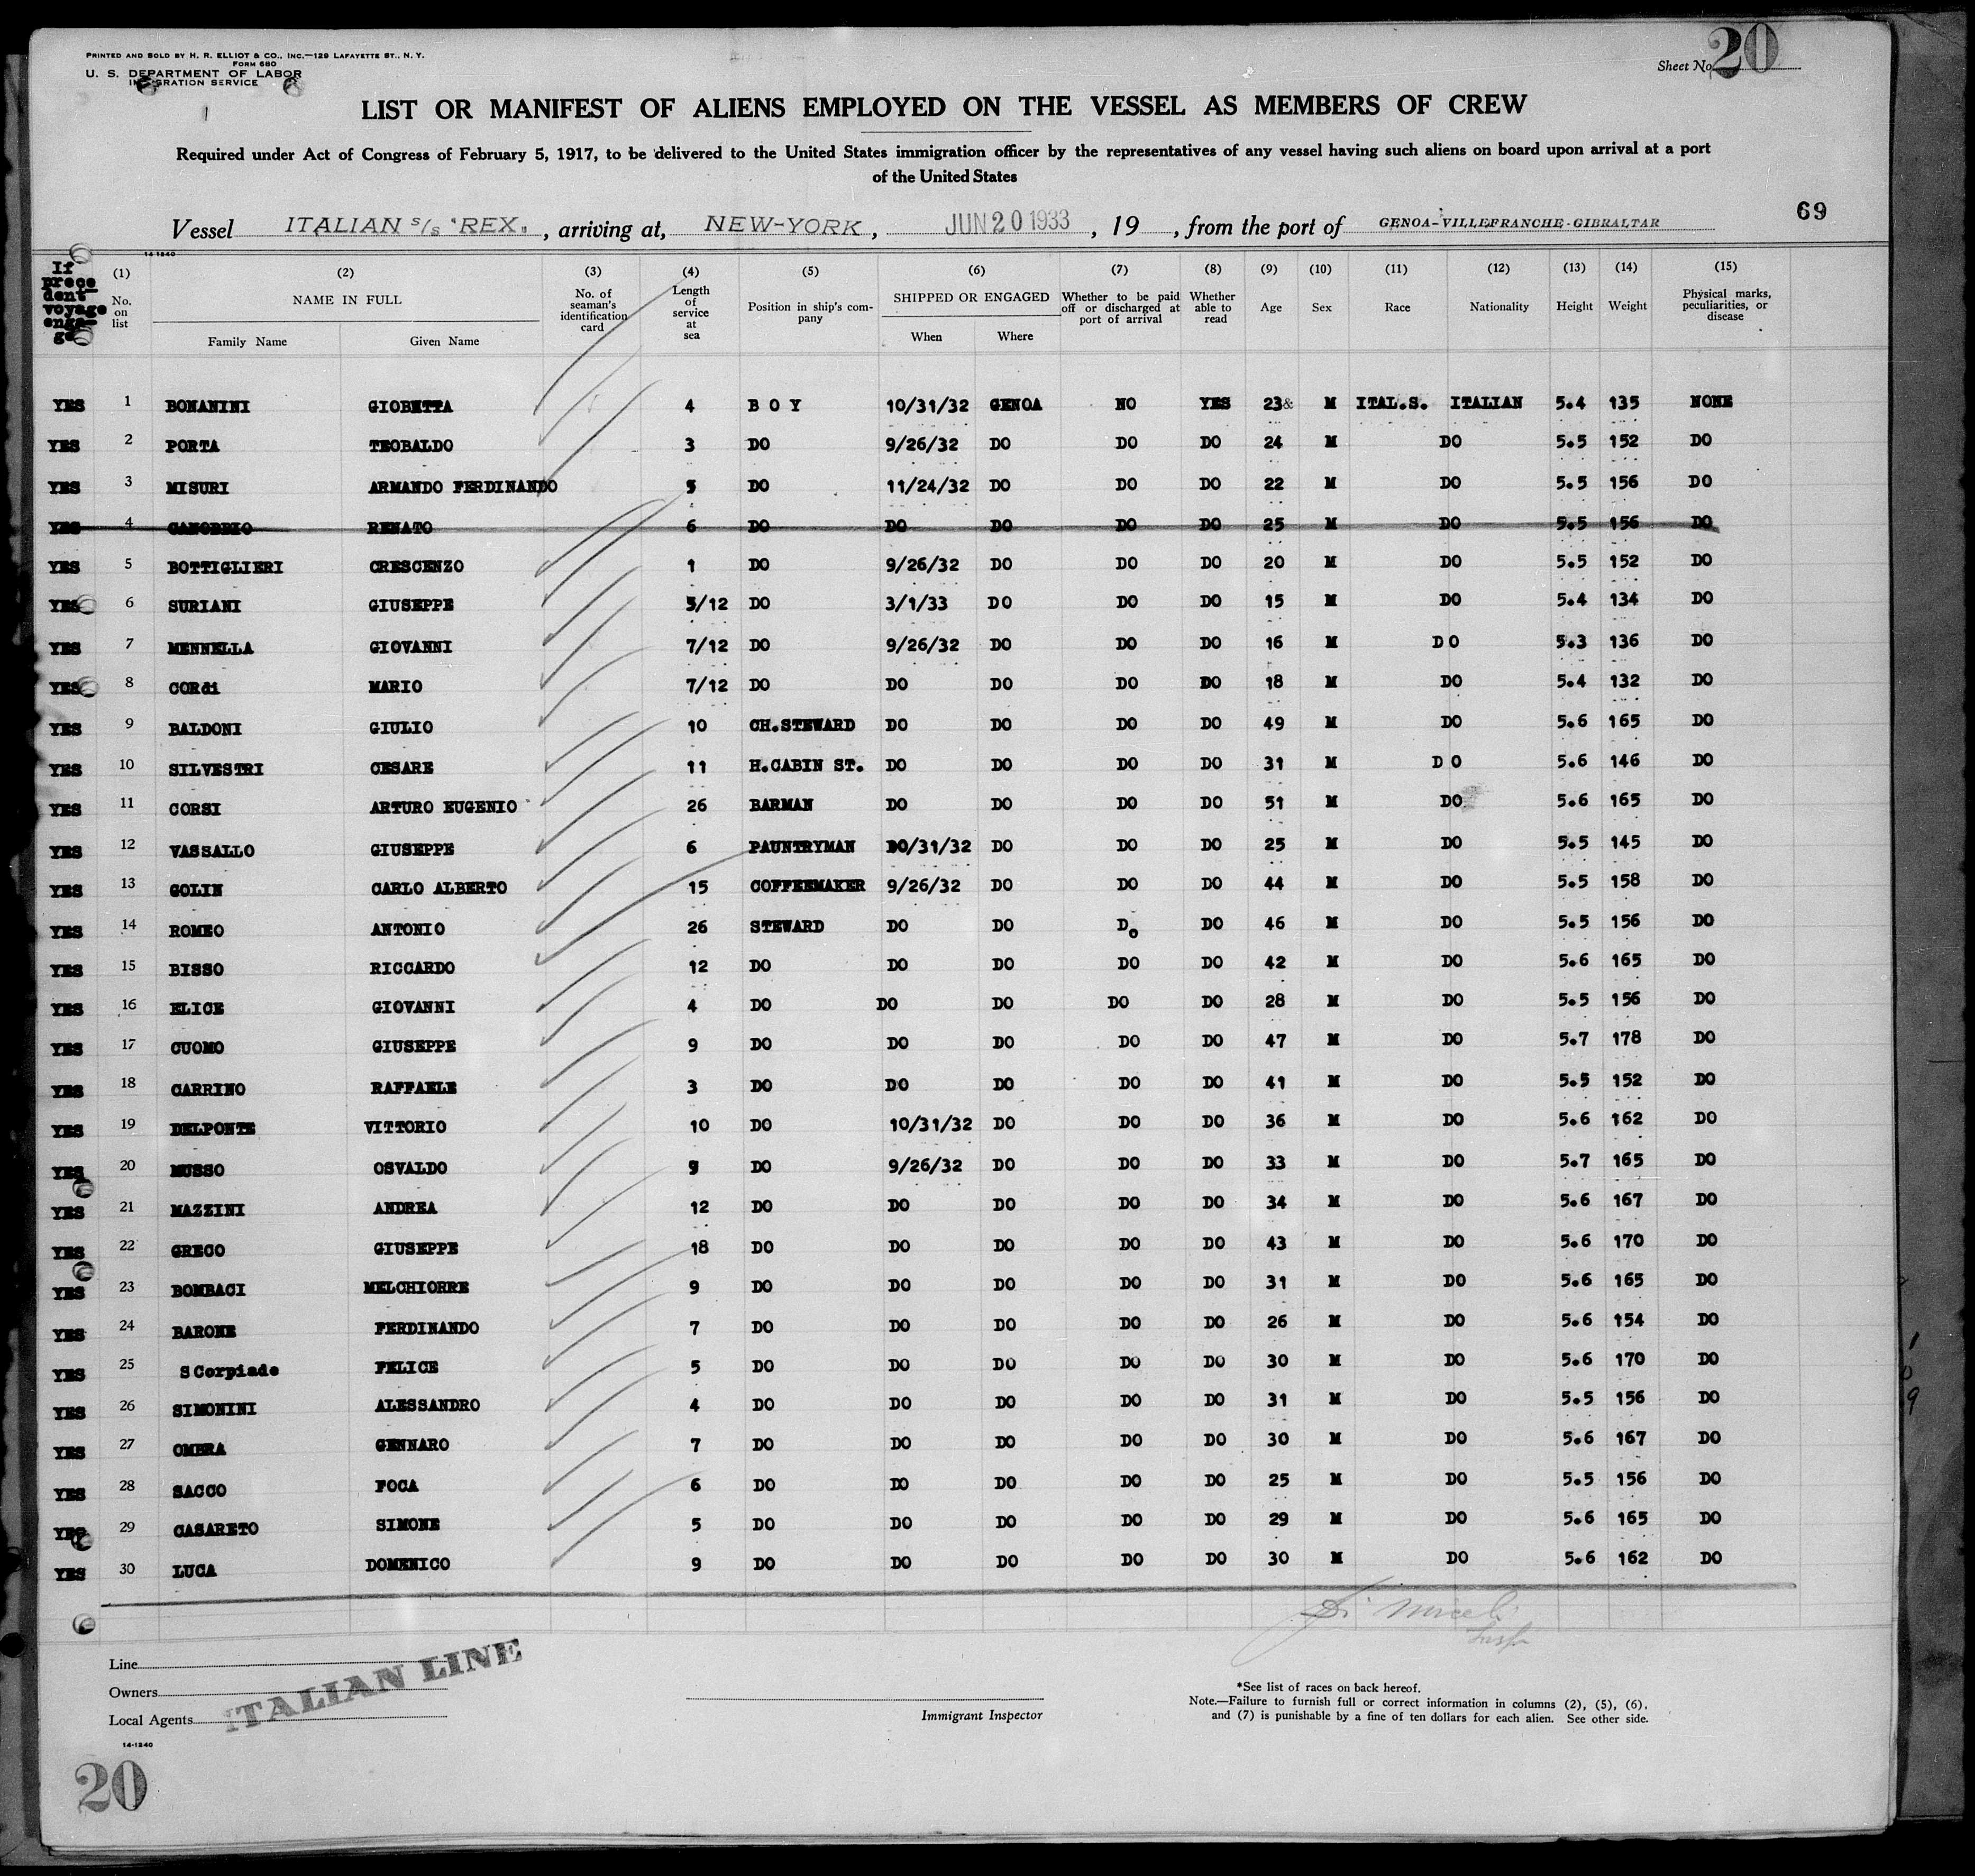 PRINTED AND SOLD BY H. R. ELLIOT & CO., INC.—129 LAFAYETTE ST., N. Y.
FORM 680
U. S. DEPARTMENT OF LABOR
IMMIGRATION SERVICE
Sheet No. 20
LIST OR MANIFEST OF ALIENS EMPLOYED ON THE VESSEL AS MEMBERS OF CREW
Required under Act of Congress of February 5, 1917, to be delivered to the United States immigration officer by the representatives of any vessel having such aliens on board upon arrival at a port
of the United States
69
Vessel ITALIAN S/S "REX", arriving at, NEW-YORK, JUN 20 1933, 19 , from the port of GENOA-VILLEFRANCHE-GIBRALTAR
14-1240
If precedent voyage engage (1) No. on list (2) NAME IN FULL Family Name Given Name (3) No. of seaman's identification card (4) Length of service at sea (5) Position in ship's company (6) SHIPPED OR ENGAGED When Where (7) Whether to be paid off or discharged at port of arrival (8) Whether able to read (9) Age (10) Sex (11) Race (12) Nationality (13) Height (14) Weight (15) Physical marks, peculiarities, or disease
YES 1 BONANINI GIOBETTA 4 B O Y 10/31/32 GENOA NO YES 23& M ITAL.S. ITALIAN 5.4 135 NONE
YES 2 PORTA TEOBALDO 3 DO 9/26/32 DO DO DO 24 M DO 5.5 152 DO
YES 3 MISURI ARMANDO FERDINANDO 5 DO 11/24/32 DO DO DO 22 M DO 5.5 156 DO
YES 4 CANOBBIO RENATO 6 DO DO DO DO DO 25 M DO 5.5 156 DO
YES 5 BOTTIGLIERI CRESCENZO 1 DO 9/26/32 DO DO DO 20 M DO 5.5 152 DO
YES 6 SURIANI GIUSEPPE 5/12 DO 3/1/33 DO DO DO 15 M DO 5.4 134 DO
YES 7 MENNELLA GIOVANNI 7/12 DO 9/26/32 DO DO DO 16 M D O 5.3 136 DO
YES 8 CORdi MARIO 7/12 DO DO DO DO DO 18 M DO 5.4 132 DO
YES 9 BALDONI GIULIO 10 CH.STEWARD DO DO DO DO 49 M DO 5.6 165 DO
YES 10 SILVESTRI CESARE 11 H.CABIN ST. DO DO DO DO 31 M D O 5.6 146 DO
YES 11 CORSI ARTURO EUGENIO 26 BARMAN DO DO DO DO 51 M DO 5.6 165 DO
YES 12 VASSALLO GIUSEPPE 6 PAUNTRYMAN 10/31/32 DO DO DO 25 M DO 5.5 145 DO
YES 13 GOLIN CARLO ALBERTO 15 COFFEEMAKER 9/26/32 DO DO DO 44 M DO 5.5 158 DO
YES 14 ROMEO ANTONIO 26 STEWARD DO DO Do DO 46 M DO 5.5 156 DO
YES 15 BISSO RICCARDO 12 DO DO DO DO DO 42 M DO 5.6 165 DO
YES 16 ELICE GIOVANNI 4 DO DO DO DO DO 28 M DO 5.5 156 DO
YES 17 CUOMO GIUSEPPE 9 DO DO DO DO DO 47 M DO 5.7 178 DO
YES 18 CARRINO RAFFAELE 3 DO DO DO DO DO 41 M DO 5.5 152 DO
YES 19 DELPONTE VITTORIO 10 DO 10/31/32 DO DO DO 36 M DO 5.6 162 DO
YES 20 MUSSO OSVALDO 9 DO 9/26/32 DO DO DO 33 M DO 5.7 165 DO
YES 21 MAZZINI ANDREA 12 DO DO DO DO DO 34 M DO 5.6 167 DO
YES 22 GRECO GIUSEPPE 18 DO DO DO DO DO 43 M DO 5.6 170 DO
YES 23 BOMBACI MELCHIORRE 9 DO DO DO DO DO 31 M DO 5.6 165 DO
YES 24 BARONE FERDINANDO 7 DO DO DO DO DO 26 M DO 5.6 154 DO
YES 25 SCorpiade FELICE 5 DO DO DO DO DO 30 M DO 5.6 170 DO
YES 26 SIMONINI ALESSANDRO 4 DO DO DO DO DO 31 M DO 5.5 156 DO
YES 27 OMBRA GENNARO 7 DO DO DO DO DO 30 M DO 5.6 167 DO
YES 28 SACCO FOCA 6 DO DO DO DO DO 25 M DO 5.5 156 DO
YES 29 CASARETO SIMONE 5 DO DO DO DO DO 29 M DO 5.6 165 DO
YES 30 LUCA DOMENICO 9 DO DO DO DO DO 30 M DO 5.6 162 DO
Line
Owners
Local Agents
ITALIAN LINE
Immigrant Inspector
*See list of races on back hereof.
Note.—Failure to furnish full or correct information in columns (2), (5), (6),
and (7) is punishable by a fine of ten dollars for each alien. See other side.
14-1240
20